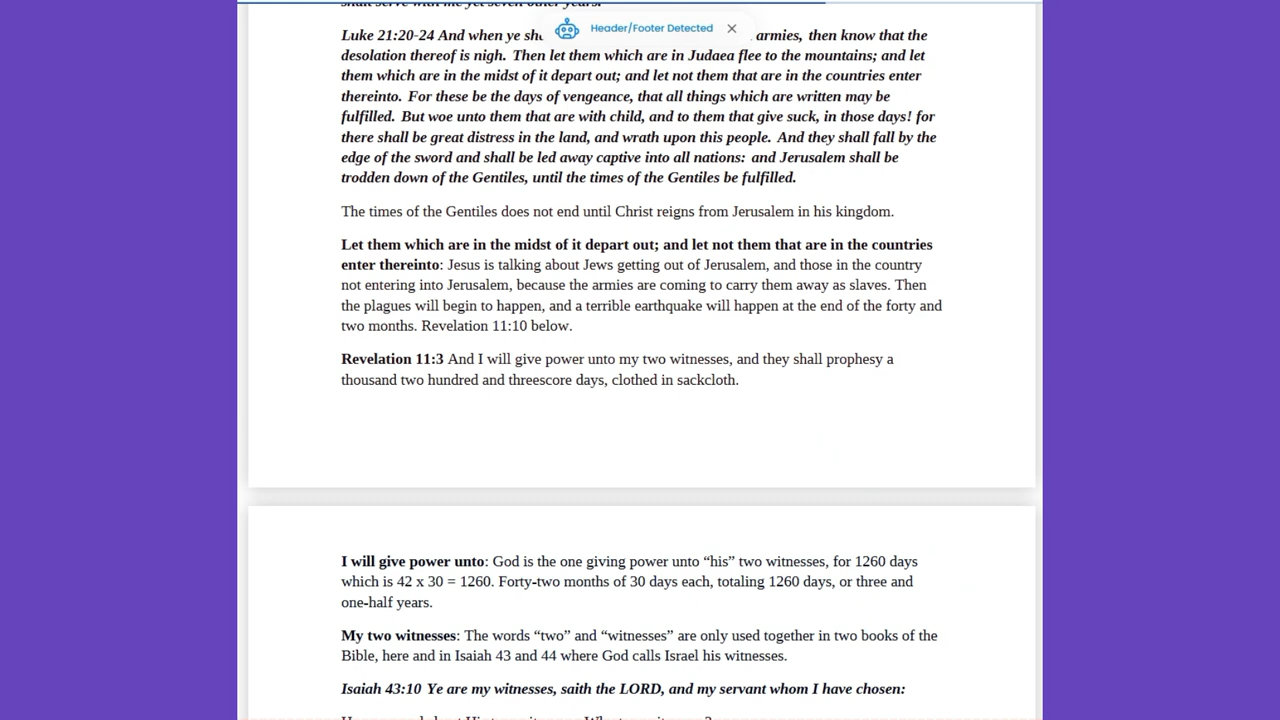 shall serve with me yet seven other years.
Header/Footer Detected
Luke 21:20-24 And when ye armies, then know that the
desolation thereof is nigh. Then let them which are in Judaea flee to the mountains; and let
them which are in the midst of it depart out; and let not them that are in the countries enter
thereinto. For these be the days of vengeance, that all things which are written may be
fulfilled. But woe unto them that are with child, and to them that give suck, in those days! for
there shall be great distress in the land, and wrath upon this people. And they shall fall by the
edge of the sword and shall be led away captive into all nations: and Jerusalem shall be
trodden down of the Gentiles, until the times of the Gentiles be fulfilled.
The times of the Gentiles does not end until Christ reigns from Jerusalem in his kingdom.
Let them which are in the midst of it depart out; and let not them that are in the countries
enter thereinto: Jesus is talking about Jews getting out of Jerusalem, and those in the country
not entering into Jerusalem, because the armies are coming to carry them away as slaves. Then
the plagues will begin to happen, and a terrible earthquake will happen at the end of the forty and
two months. Revelation 11:10 below.
Revelation 11:3 And I will give power unto my two witnesses, and they shall prophesy a
thousand two hundred and threescore days, clothed in sackcloth.
I will give power unto: God is the one giving power unto “his” two witnesses, for 1260 days
which is 42 x 30 = 1260. Forty-two months of 30 days each, totaling 1260 days, or three and
one-half years.
My two witnesses: The words “two” and “witnesses” are only used together in two books of the
Bible, here and in Isaiah 43 and 44 where God calls Israel his witnesses.
Isaiah 43:10 Ye are my witnesses, saith the LORD, and my servant whom I have chosen: